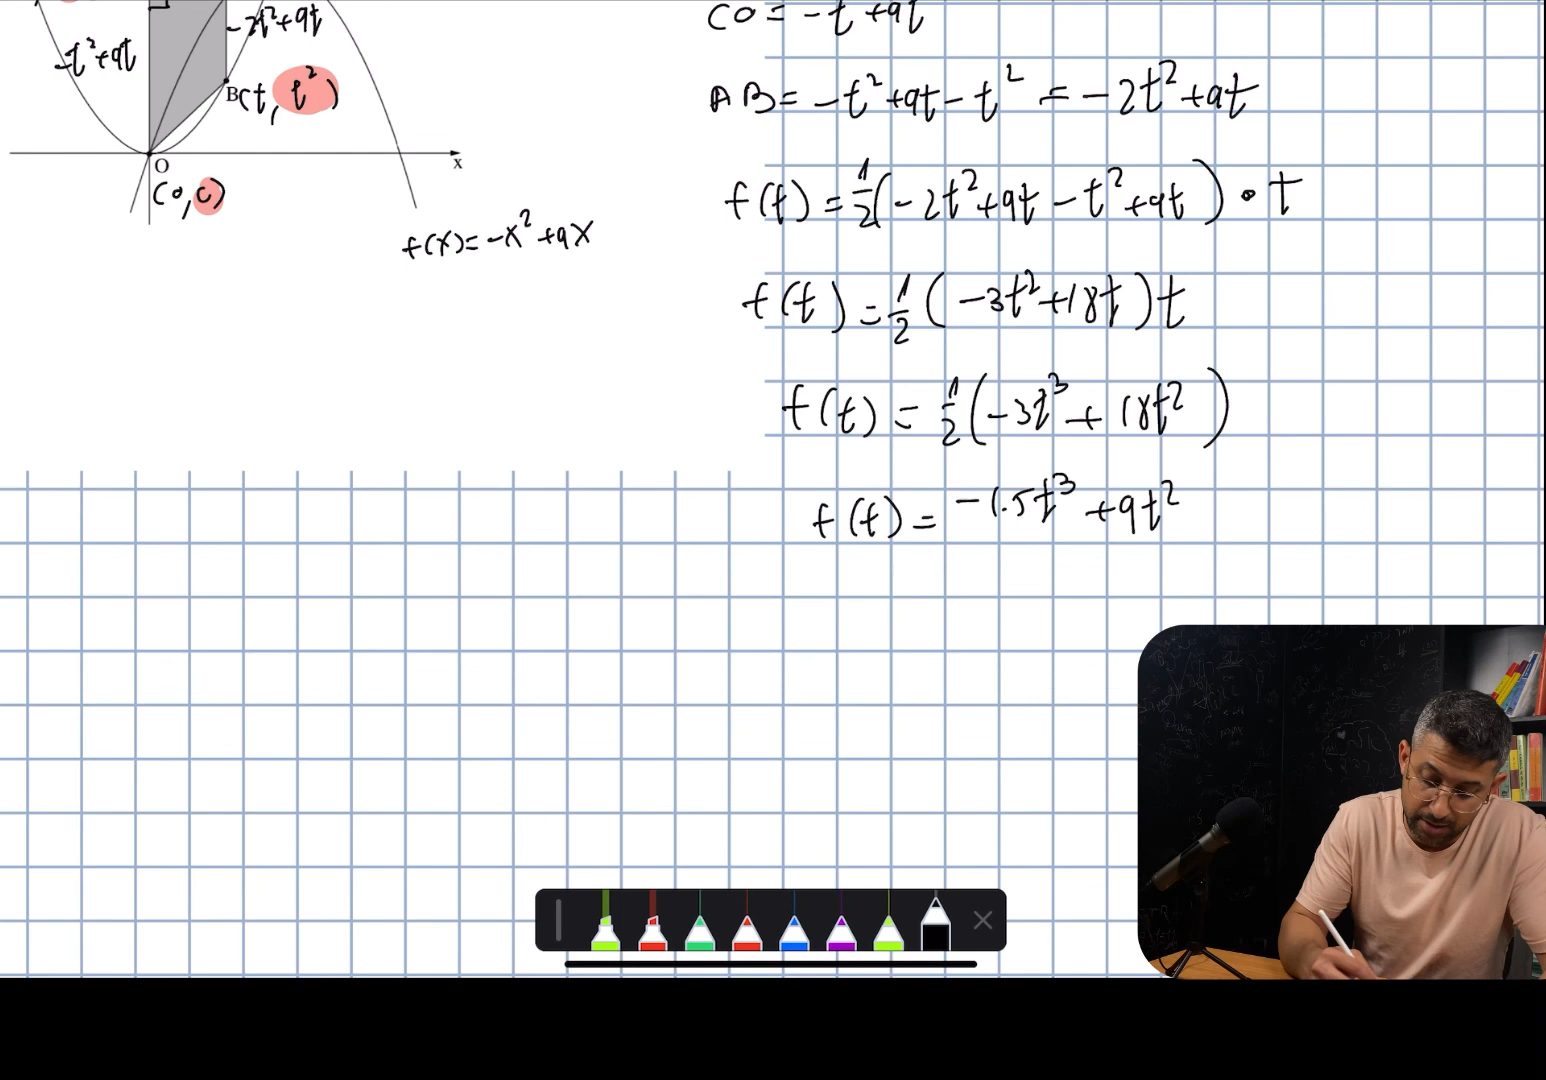 -t²+9t
-2t²+9t
B(t, t²)
O
x
(0,0)
f(x)=-x²+9x
CO=-t²+9t
AB=-t²+9t-t²=-2t²+9t
f(t)=½(-2t²+9t-t²+9t)·t
f(t)=½(-3t²+18t)t
f(t)=½(-3t³+18t²)
f(t)=-1.5t³+9t²